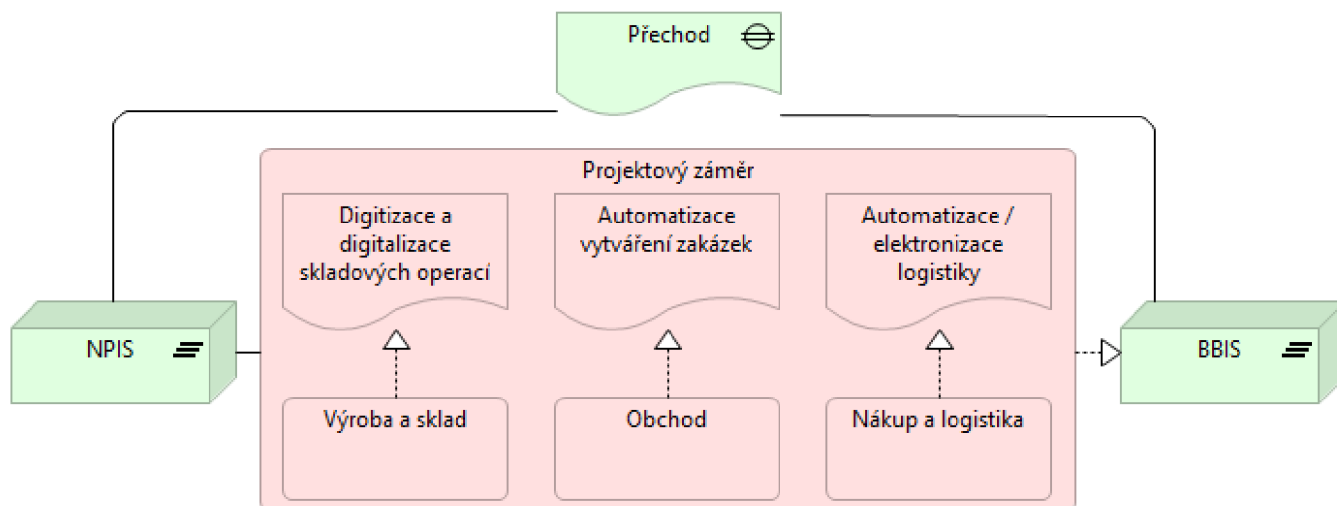 Přechod
Projektový záměr
Digitizace a
digitalizace
skladových operací
Automatizace
vytváření zakázek
Automatizace /
elektronizace
logistiky
NPIS
BBIS
Výroba a sklad
Obchod
Nákup a logistika